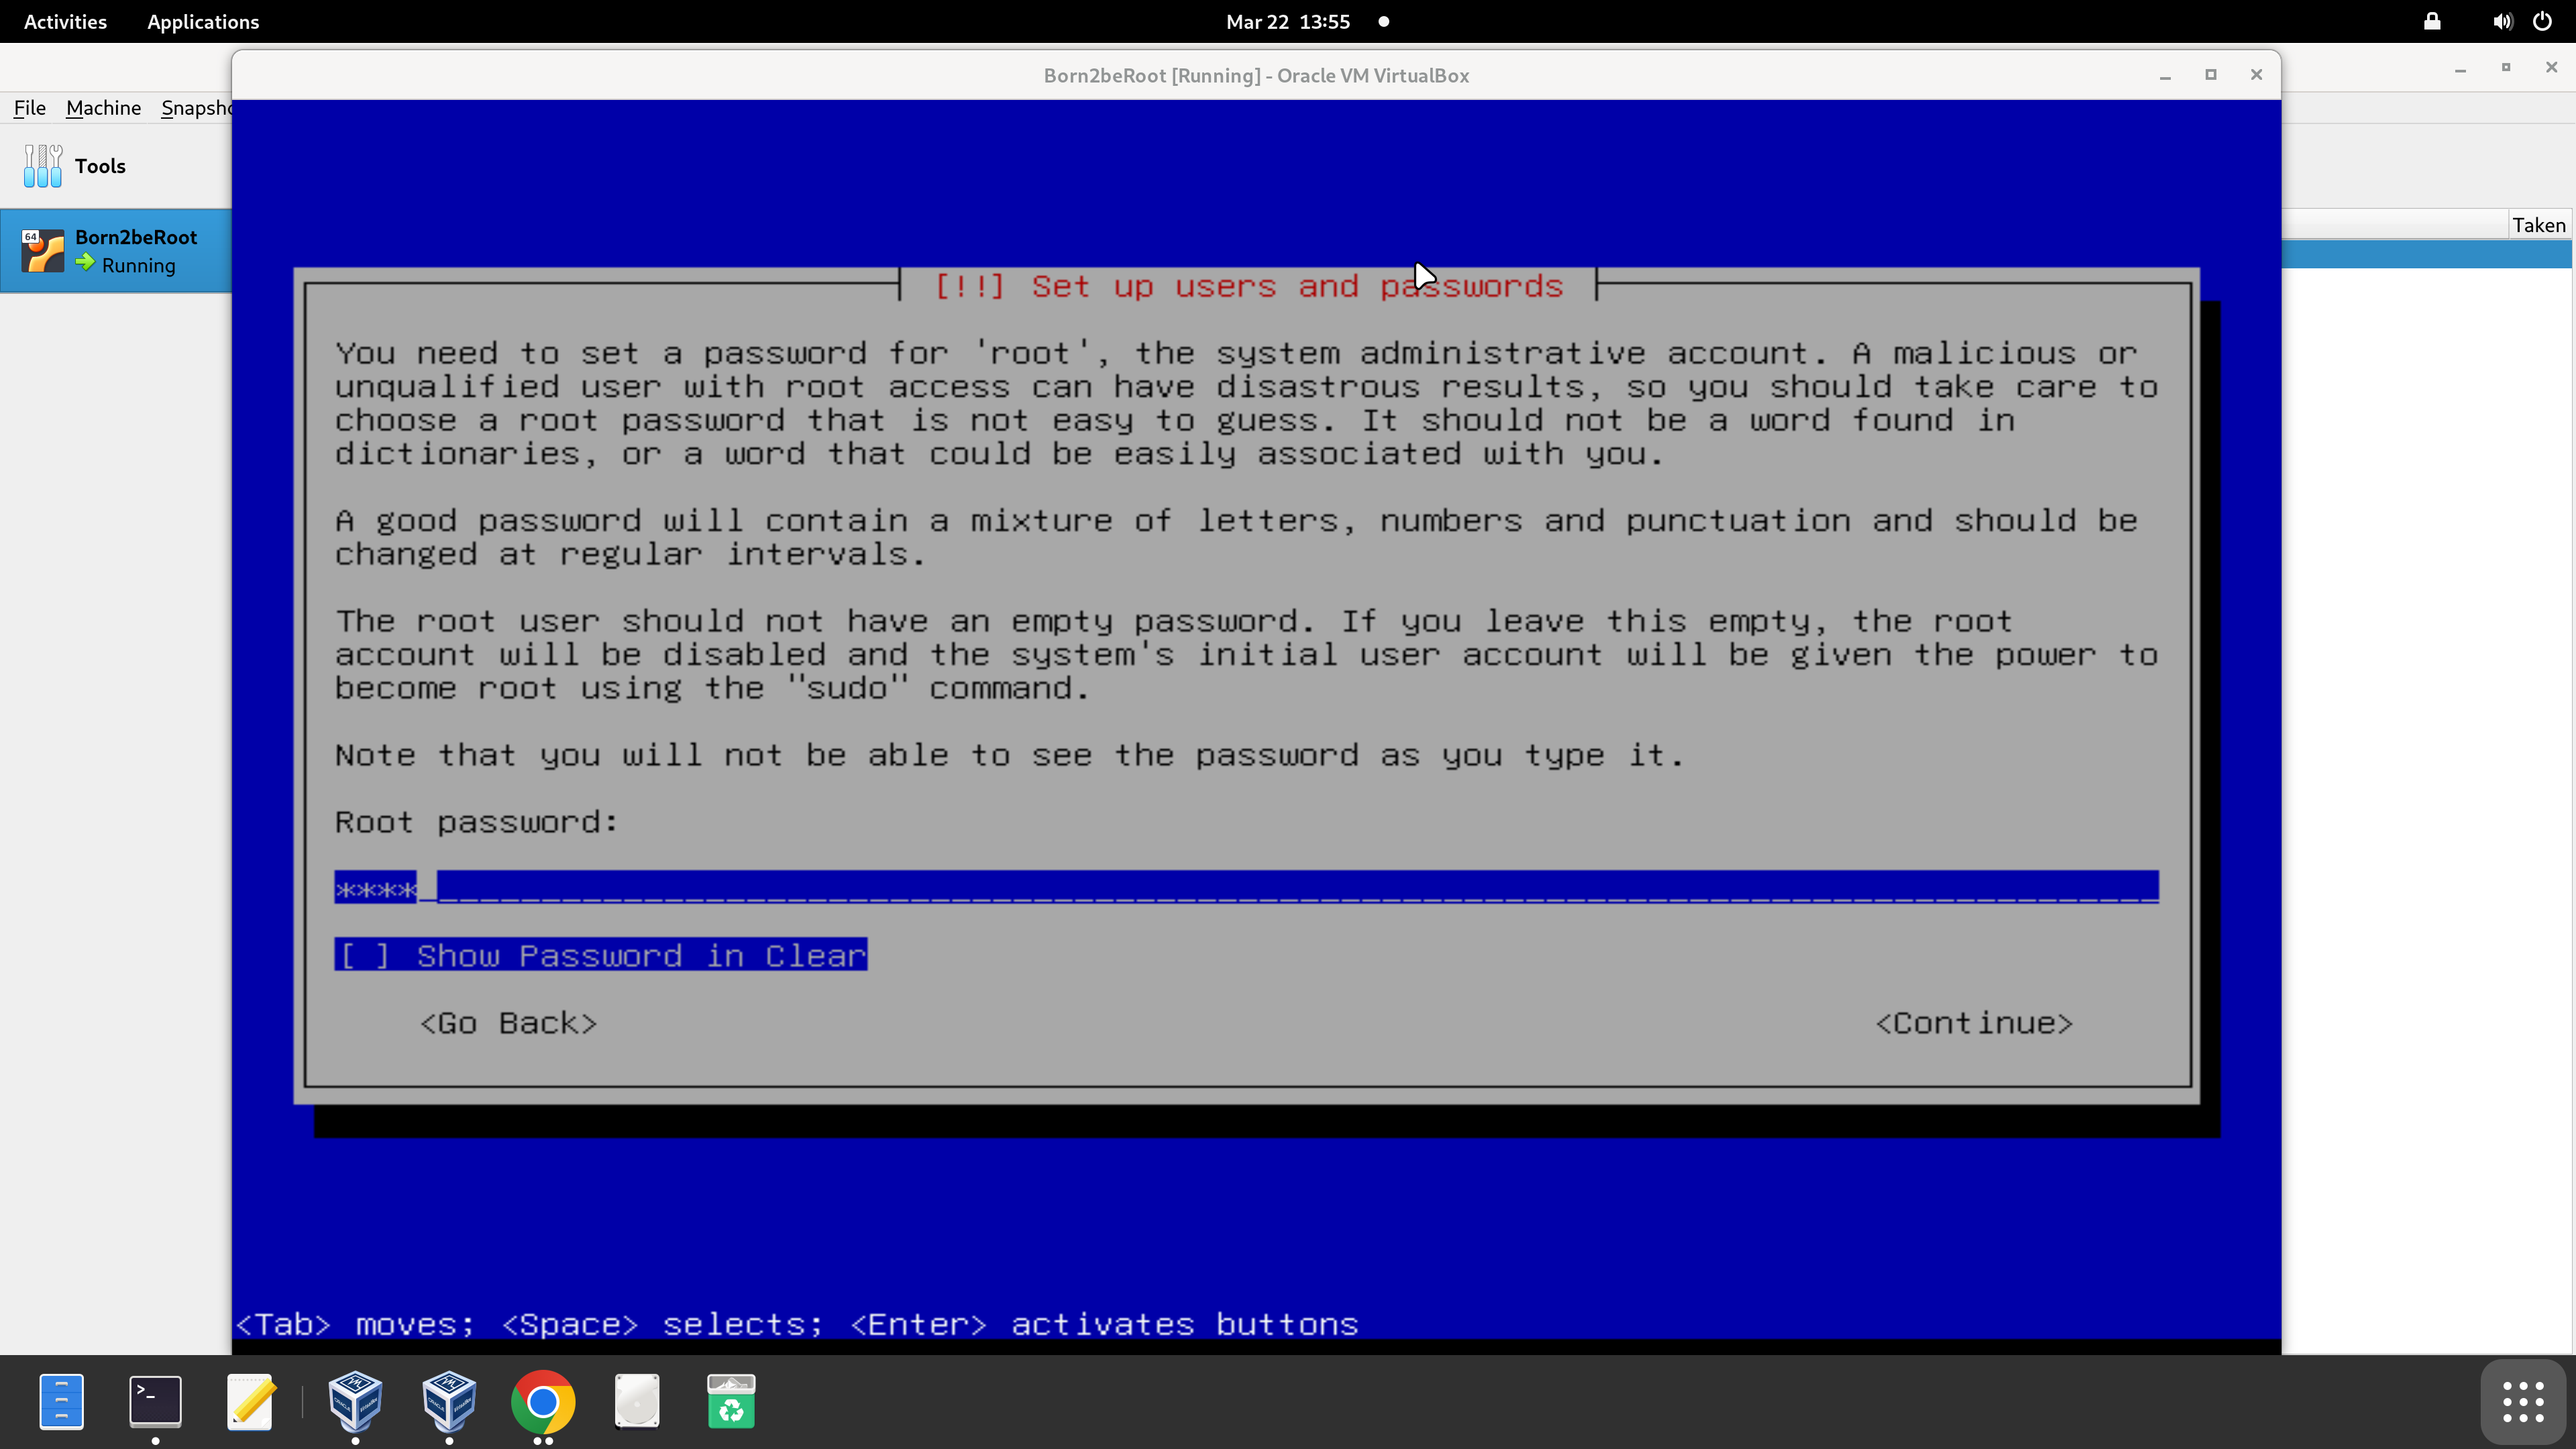 Activities Applications Mar 22 13:55
Born2beRoot [Running] - Oracle VM VirtualBox
File Machine Snapsho
Tools
64 Born2beRoot
Running
Taken
[!!] Set up users and passwords
You need to set a password for 'root', the system administrative account. A malicious or
unqualified user with root access can have disastrous results, so you should take care to
choose a root password that is not easy to guess. It should not be a word found in
dictionaries, or a word that could be easily associated with you.
A good password will contain a mixture of letters, numbers and punctuation and should be
changed at regular intervals.
The root user should not have an empty password. If you leave this empty, the root
account will be disabled and the system's initial user account will be given the power to
become root using the "sudo" command.
Note that you will not be able to see the password as you type it.
Root password:
****
[ ] Show Password in Clear
<Go Back> <Continue>
<Tab> moves; <Space> selects; <Enter> activates buttons